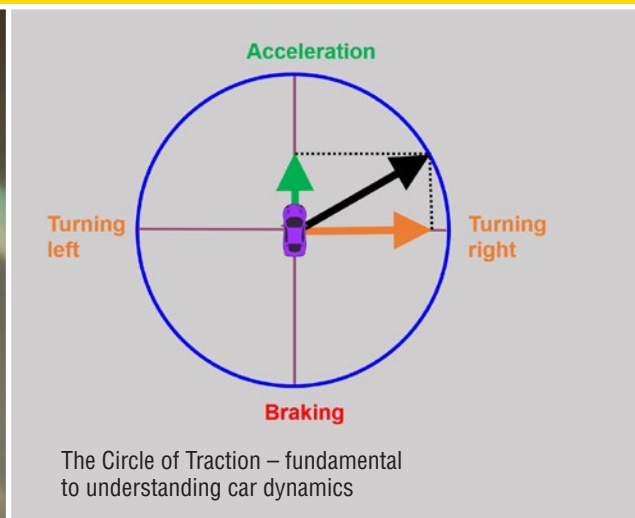 Acceleration
Turning
left
Turning
right
Braking
The Circle of Traction – fundamental
to understanding car dynamics